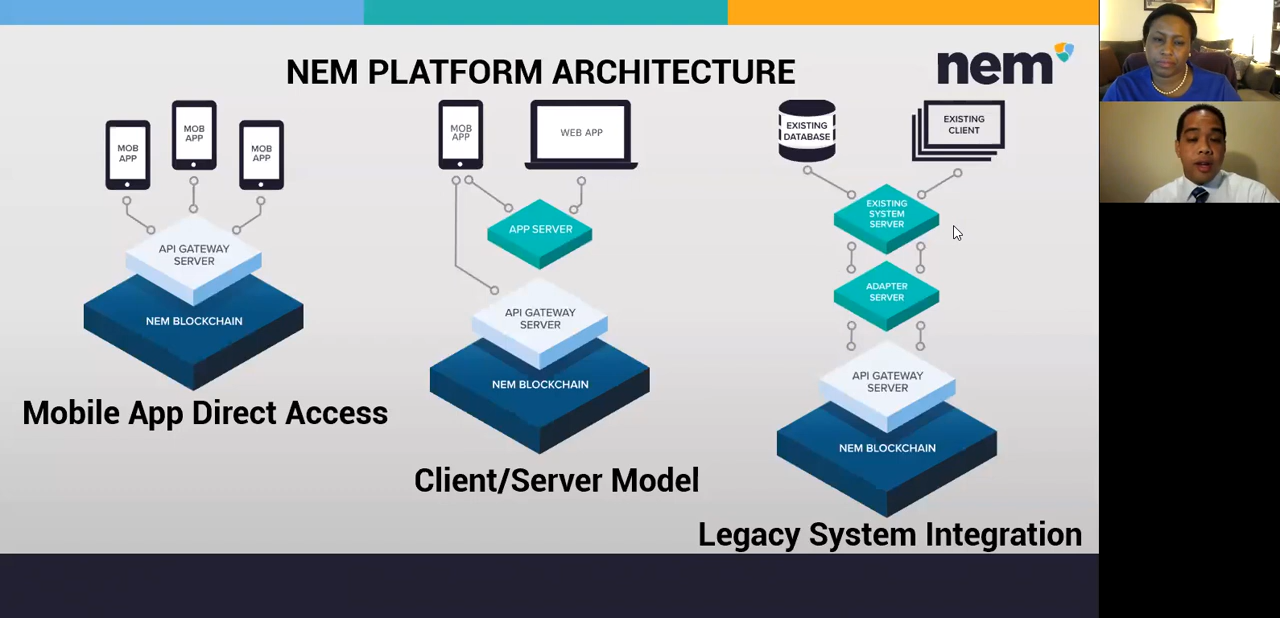 NEM PLATFORM ARCHITECTURE
nem
MOB
APP
MOB
APP
MOB
APP
API GATEWAY
SERVER
NEM BLOCKCHAIN
Mobile App Direct Access
MOB
APP
WEB APP
APP SERVER
API GATEWAY
SERVER
NEM BLOCKCHAIN
Client/Server Model
EXISTING
DATABASE
EXISTING
CLIENT
EXISTING
SYSTEM
SERVER
ADAPTER
SERVER
API GATEWAY
SERVER
NEM BLOCKCHAIN
Legacy System Integration